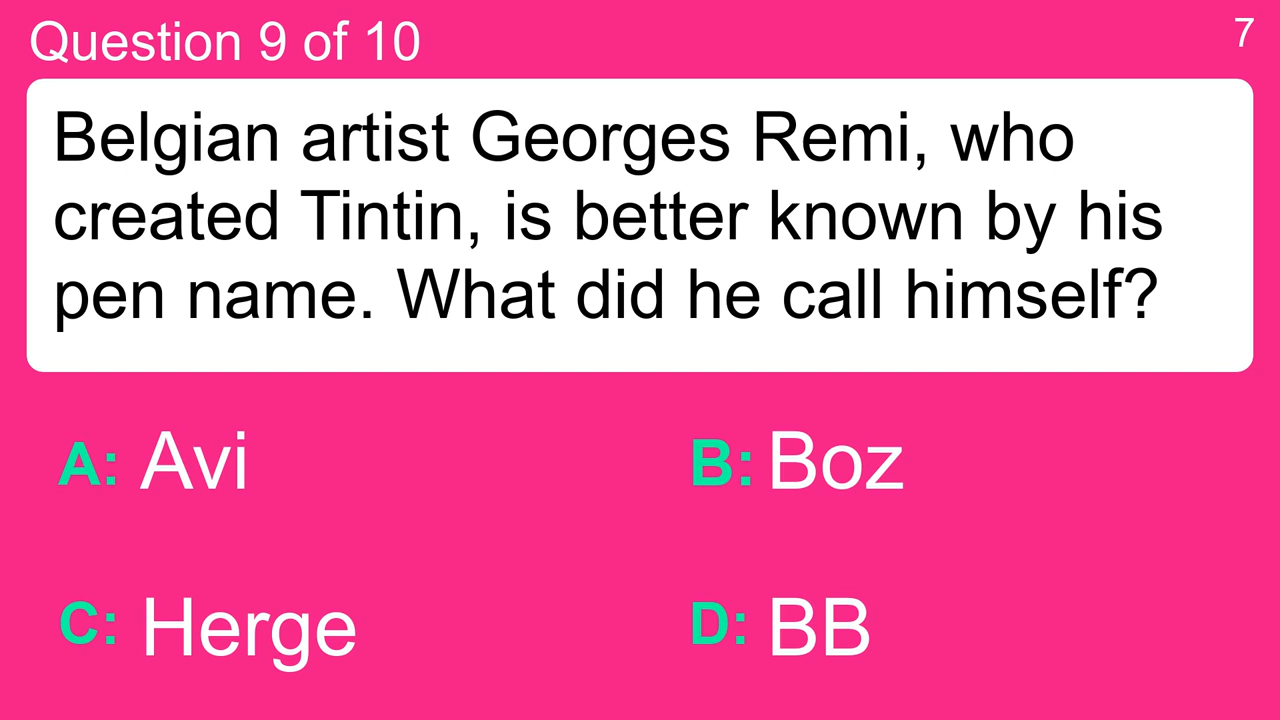 Question 9 of 10
7
Belgian artist Georges Remi, who
created Tintin, is better known by his
pen name. What did he call himself?
A: Avi
B: Boz
C: Herge
D: BB